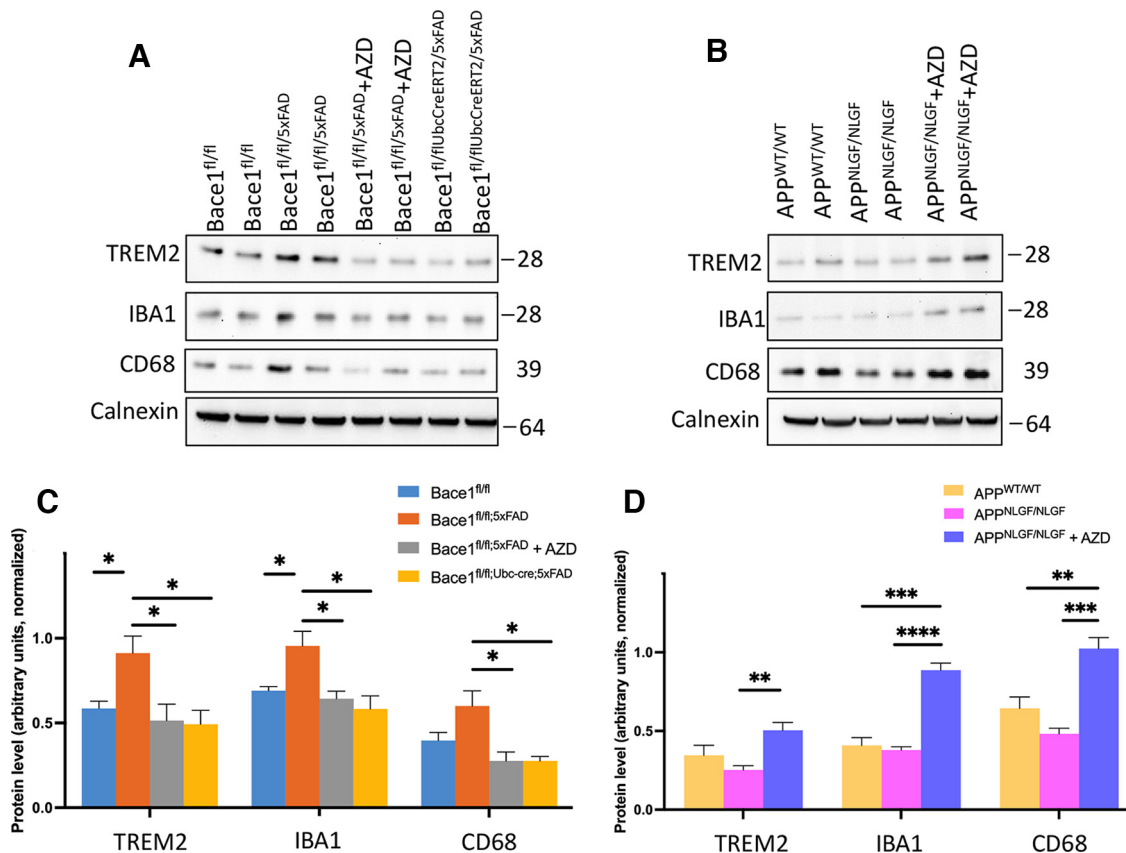 A
Bace1fl/fl
Bace1fl/fl
Bace1fl/fl/5xFAD
Bace1fl/fl/5xFAD
Bace1fl/fl/5xFAD+AZD
Bace1fl/fl/5xFAD+AZD
Bace1fl/flUbcCreERT2/5xFAD
Bace1fl/flUbcCreERT2/5xFAD
TREM2 –28
IBA1 –28
CD68 39
Calnexin –64
B
APPWT/WT
APPWT/WT
APPNLGF/NLGF
APPNLGF/NLGF
APPNLGF/NLGF+AZD
APPNLGF/NLGF+AZD
TREM2 –28
IBA1 –28
CD68 39
Calnexin –64
C
Bace1fl/fl
Bace1fl/fl;5xFAD
Bace1fl/fl;5xFAD + AZD
Bace1fl/fl;Ubc-cre;5xFAD
Protein level (arbitrary units, normalized)
1.0
0.5
0.0
* * *
* * *
* *
TREM2 IBA1 CD68
D
APPWT/WT
APPNLGF/NLGF
APPNLGF/NLGF + AZD
Protein level (arbitrary units, normalized)
1.0
0.5
0.0
**
*** ****
** ***
TREM2 IBA1 CD68